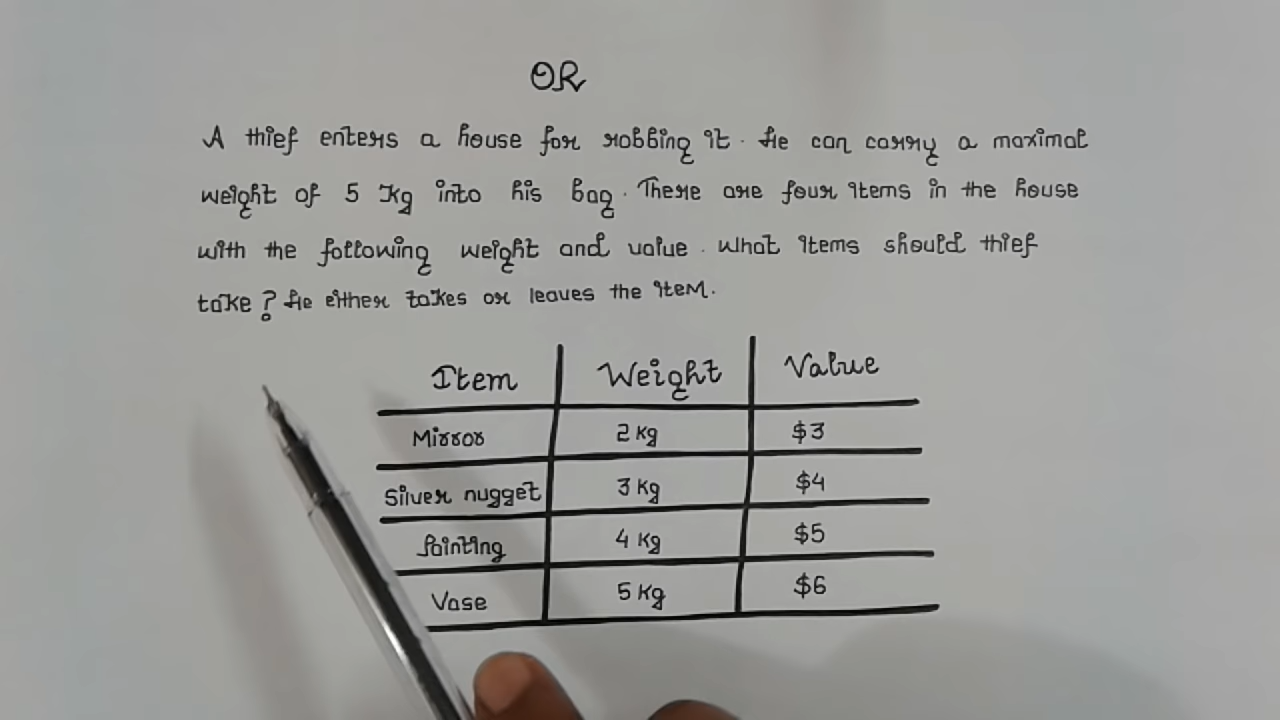 OR
A thief enters a house for robbing it. He can carry a maximal
weight of 5 Kg into his bag. There are four items in the house
with the following weight and value. What items should thief
take? He either takes or leaves the item.
Item Weight Value
Mirror 2 Kg $3
Silver nugget 3 Kg $4
Painting 4 Kg $5
Vase 5 Kg $6